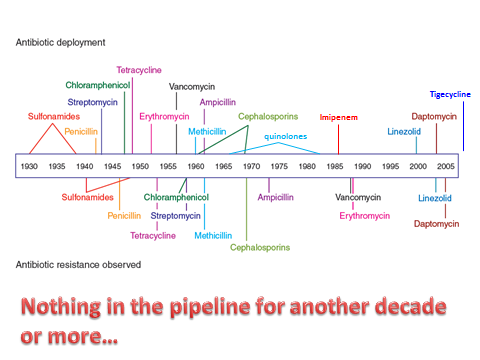 Antibiotic deployment
Tetracycline
Chloramphenicol
Vancomycin
Tigecycline
Streptomycin
Ampicillin
Sulfonamides
Erythromycin
Cephalosporins
Imipenem
Daptomycin
Penicillin
Methicillin
quinolones
Linezolid
1930 1935 1940 1945 1950 1955 1960 1965 1970 1975 1980 1985 1990 1995 2000 2005
Sulfonamides
Chloramphenicol
Ampicillin
Vancomycin
Linezolid
Penicillin
Streptomycin
Erythromycin
Daptomycin
Tetracycline
Methicillin
Cephalosporins
Antibiotic resistance observed
Nothing in the pipeline for another decade
or more...